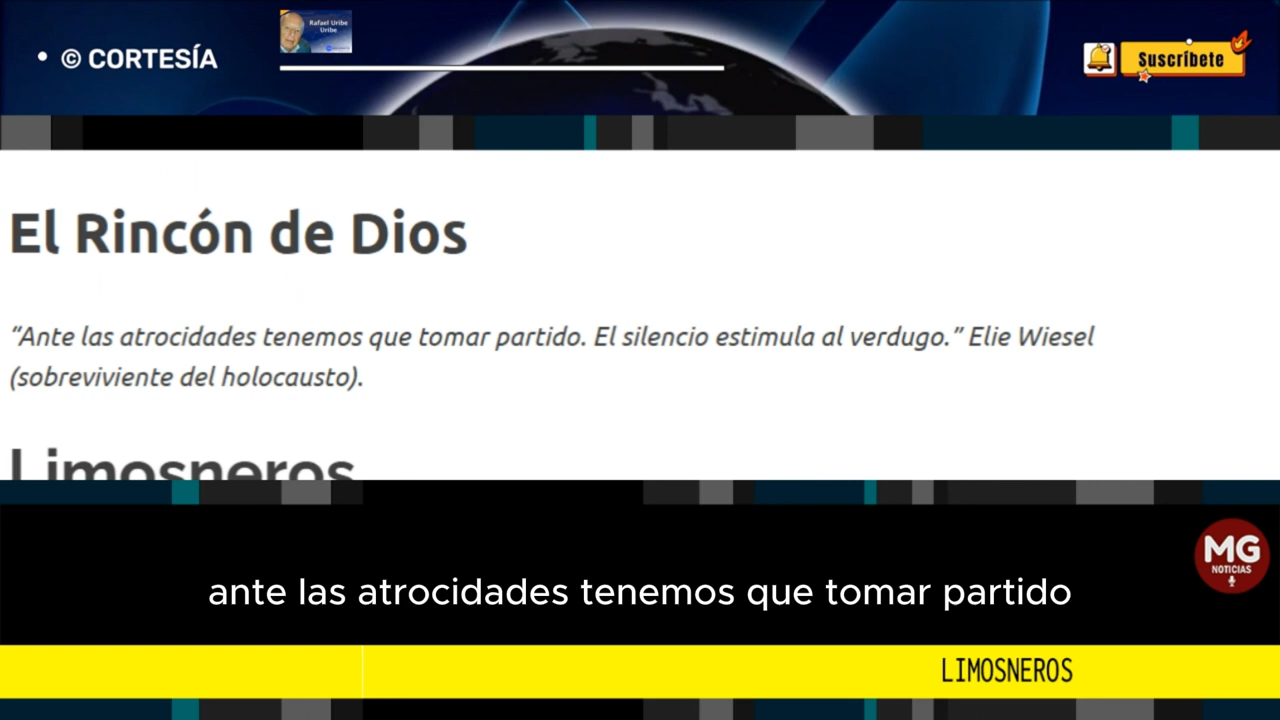 • © CORTESÍA
Rafael Uribe
Uribe
Suscríbete
El Rincón de Dios
“Ante las atrocidades tenemos que tomar partido. El silencio estimula al verdugo.” Elie Wiesel
(sobreviviente del holocausto).
Limosneros
MG
NOTICIAS
ante las atrocidades tenemos que tomar partido
LIMOSNEROS